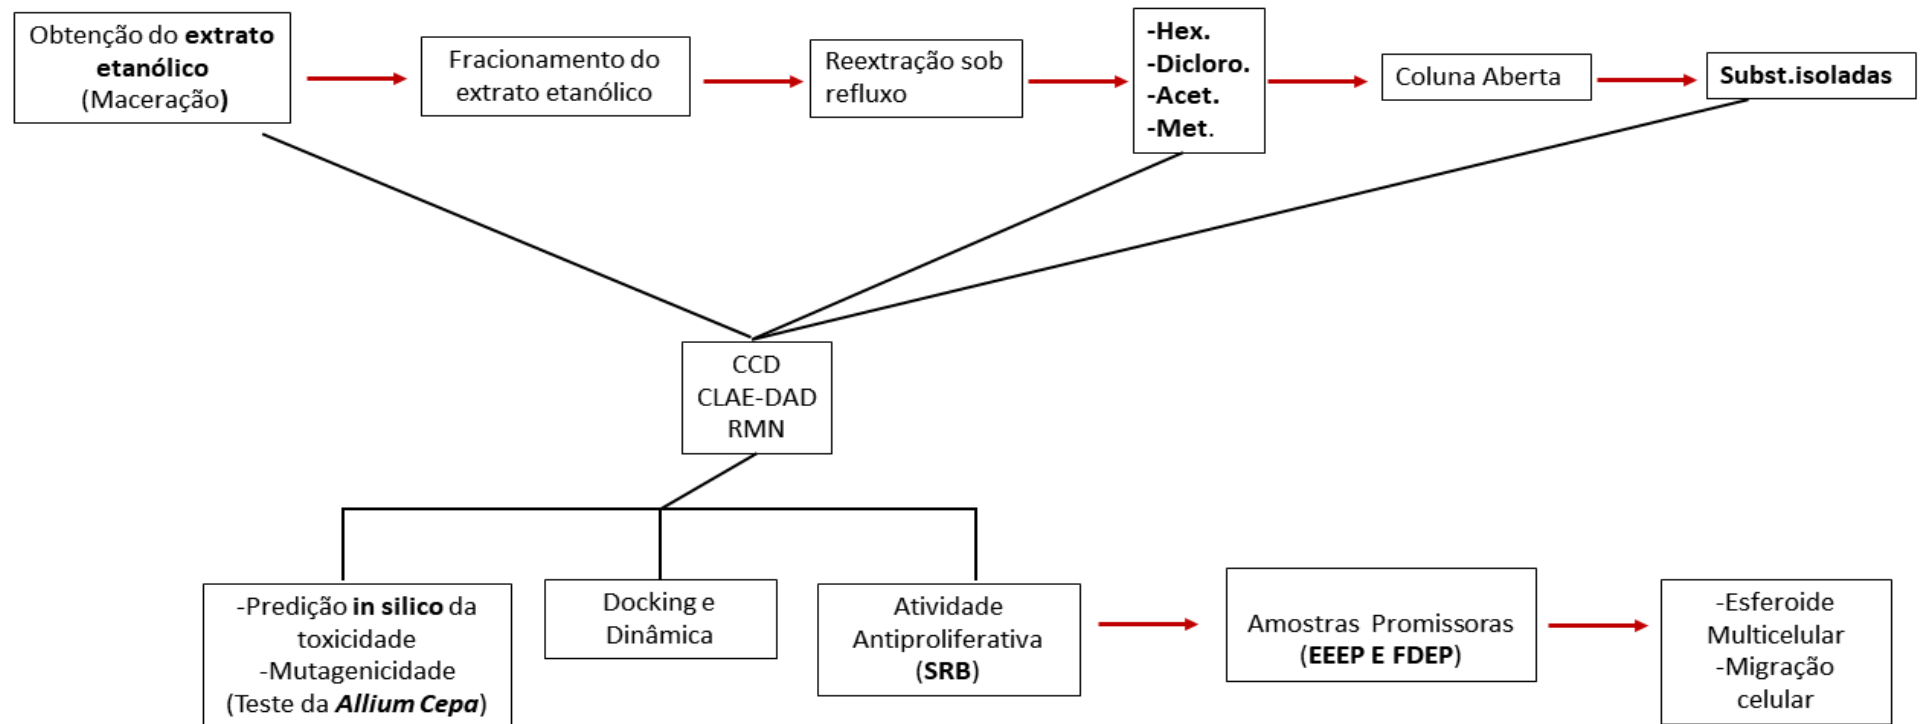 Obtenção do extrato
etanólico
(Maceração)
Fracionamento do
extrato etanólico
Reextração sob
refluxo
-Hex.
-Dicloro.
-Acet.
-Met.
Coluna Aberta
Subst.isoladas
CCD
CLAE-DAD
RMN
-Predição in silico da
toxicidade
-Mutagenicidade
(Teste da Allium Cepa)
Docking e
Dinâmica
Atividade
Antiproliferativa
(SRB)
Amostras Promissoras
(EEEP E FDEP)
-Esferoide
Multicelular
-Migração
celular